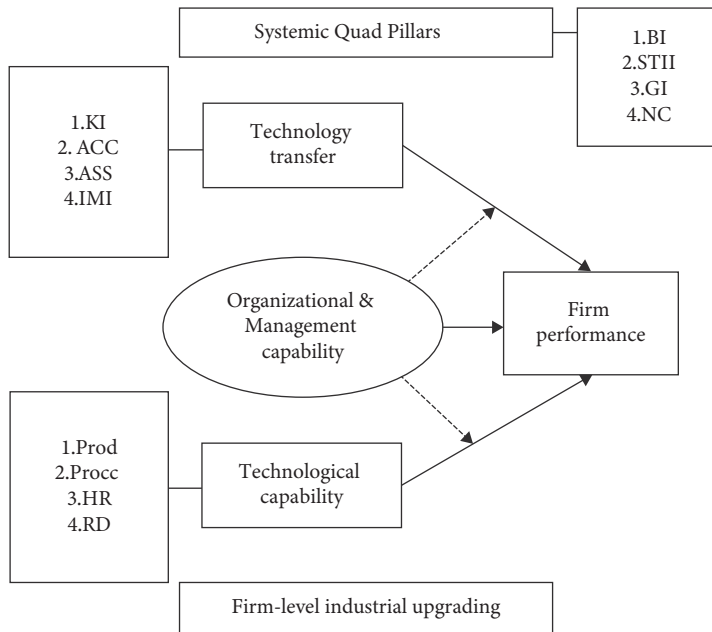 Systemic Quad Pillars
1.BI
2.STII
3.GI
4.NC
1.KI
2. ACC
3.ASS
4.IMI
Technology
transfer
Organizational &
Management
capability
Firm
performance
1.Prod
2.Procc
3.HR
4.RD
Technological
capability
Firm-level industrial upgrading